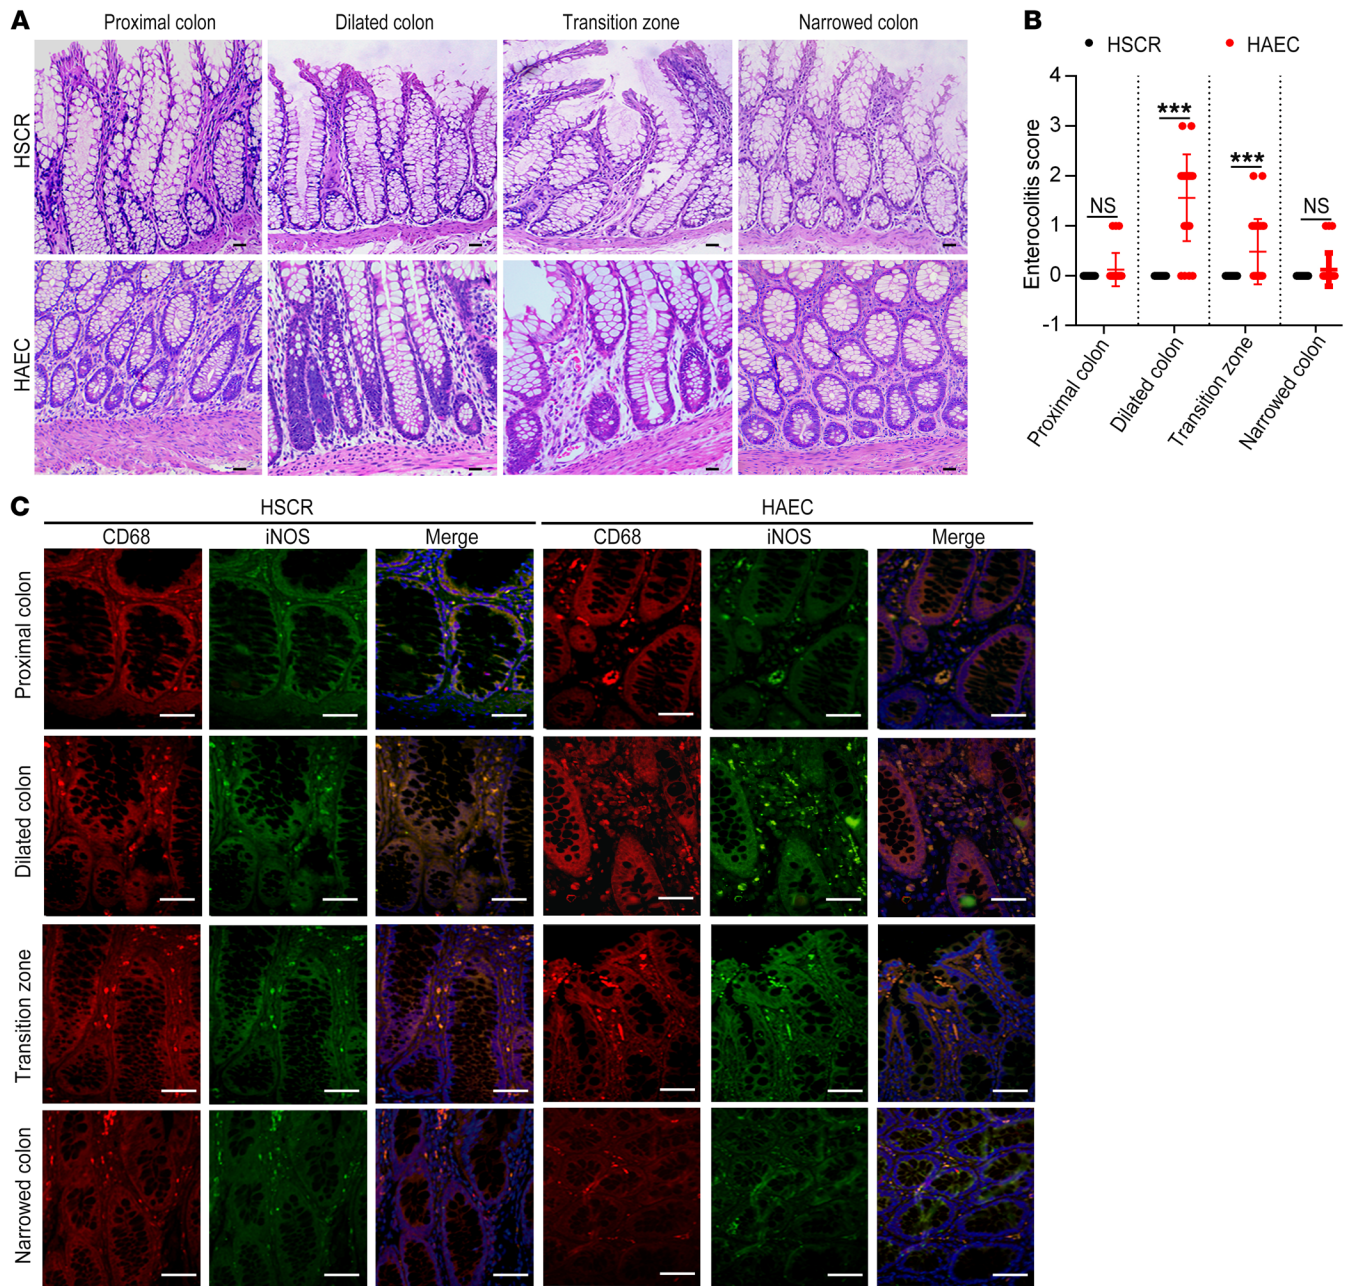 A
Proximal colon Dilated colon Transition zone Narrowed colon
HSCR
HAEC
B
HSCR HAEC
Enterocolitis score
4
3
2
1
0
-1
NS
***
***
NS
Proximal colon
Dilated colon
Transition zone
Narrowed colon
C
HSCR HAEC
CD68 iNOS Merge CD68 iNOS Merge
Proximal colon
Dilated colon
Transition zone
Narrowed colon